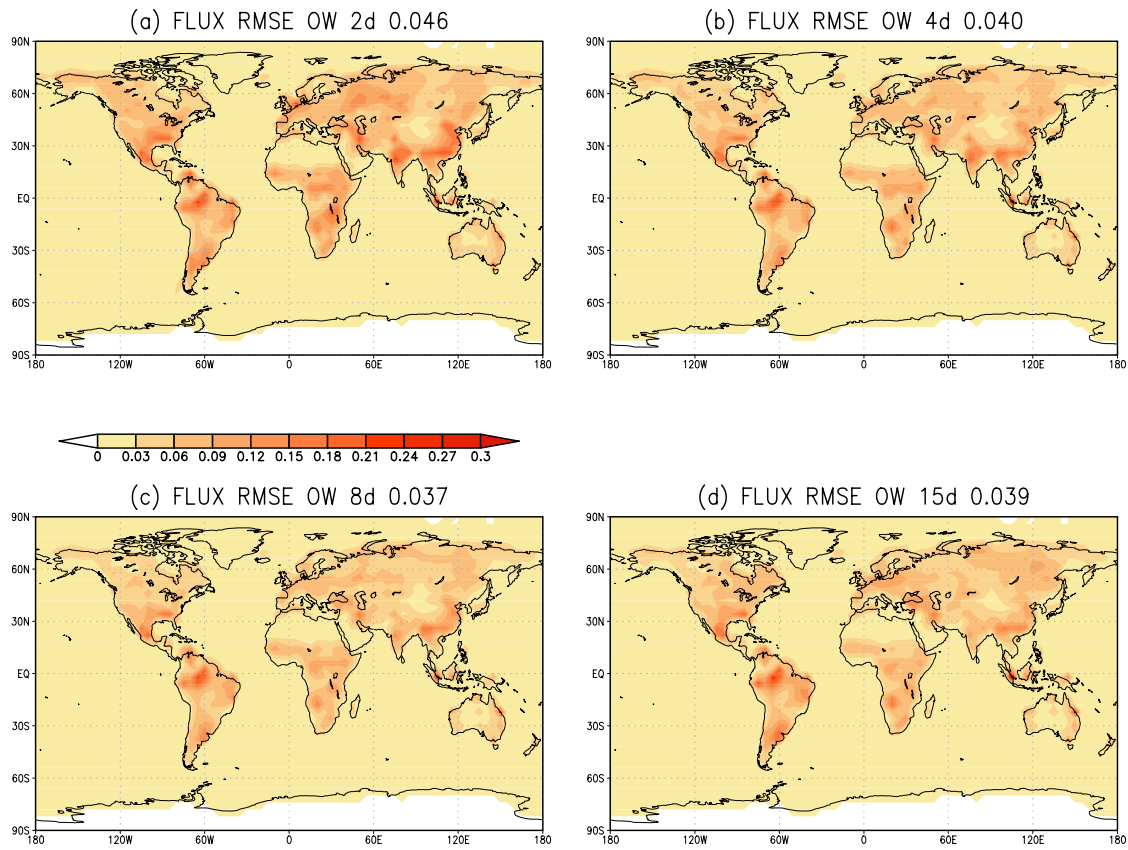 (a) FLUX RMSE OW 2d 0.046
(b) FLUX RMSE OW 4d 0.040
90N
60N
30N
EQ
30S
60S
90S
180 120W 60W 0 60E 120E 180
90N
60N
30N
EQ
30S
60S
90S
180 120W 60W 0 60E 120E 180
0 0.03 0.06 0.09 0.12 0.15 0.18 0.21 0.24 0.27 0.3
(c) FLUX RMSE OW 8d 0.037
(d) FLUX RMSE OW 15d 0.039
90N
60N
30N
EQ
30S
60S
90S
180 120W 60W 0 60E 120E 180
90N
60N
30N
EQ
30S
60S
90S
180 120W 60W 0 60E 120E 180